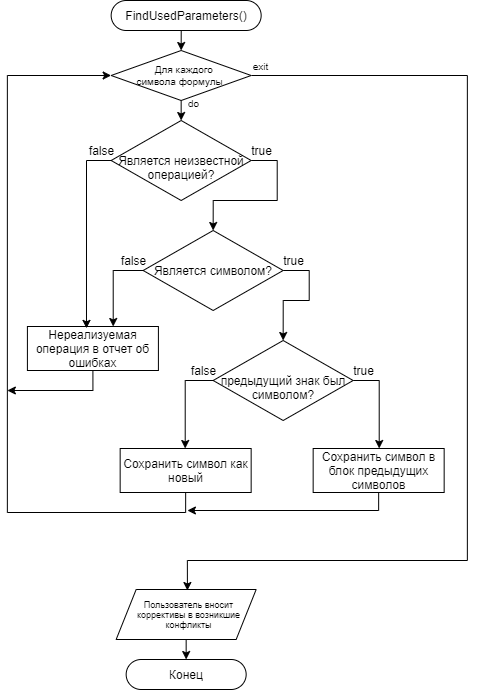 FindUsedParameters()
Для каждого
символа формулы
exit
do
false
true
Является неизвестной
операцией?
false
true
Является символом?
Нереализуемая
операция в отчет об
ошибках
false
true
предыдущий знак был
символом?
Сохранить символ как
новый
Сохранить символ в
блок предыдущих
символов
Пользователь вносит
коррективы в возникшие
конфликты
Конец